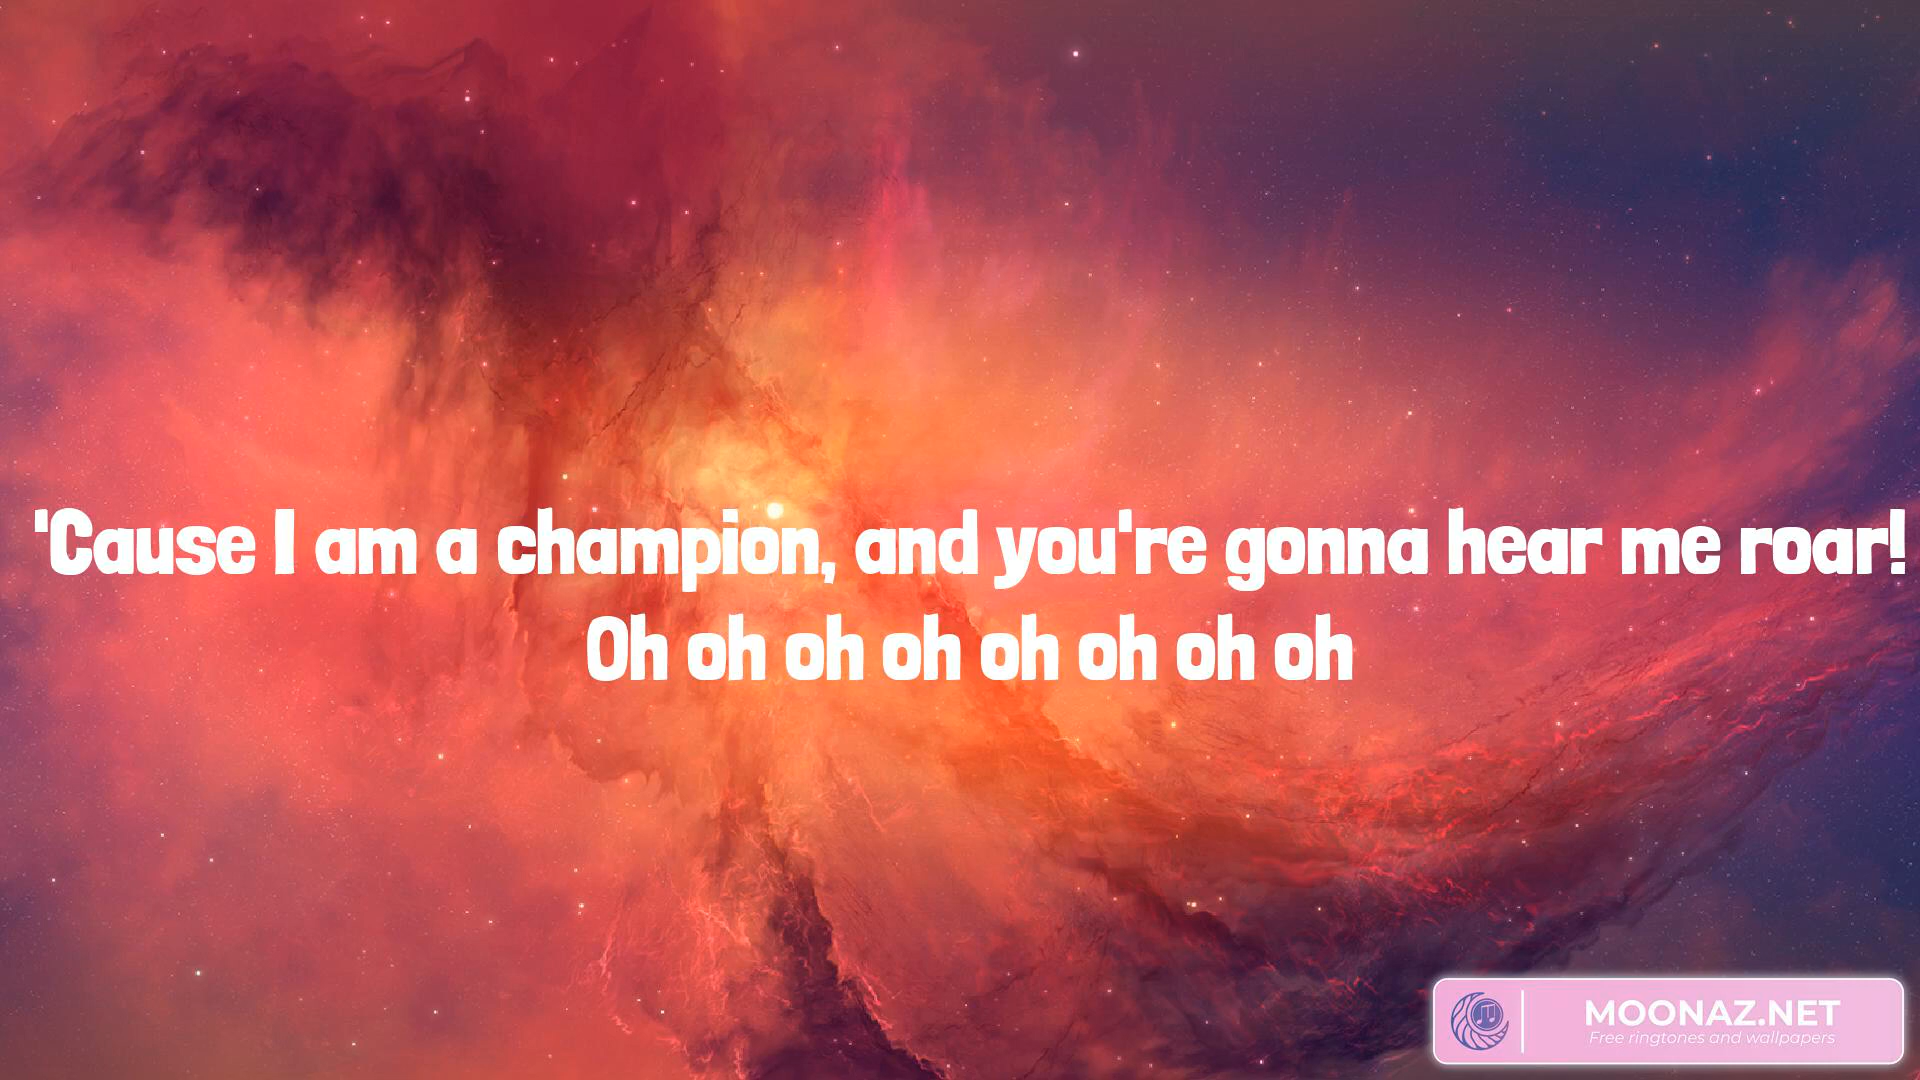 'Cause I am a champion, and you're gonna hear me roar!
Oh oh oh oh oh oh oh oh
MOONAZ.NET
Free ringtones and wallpapers